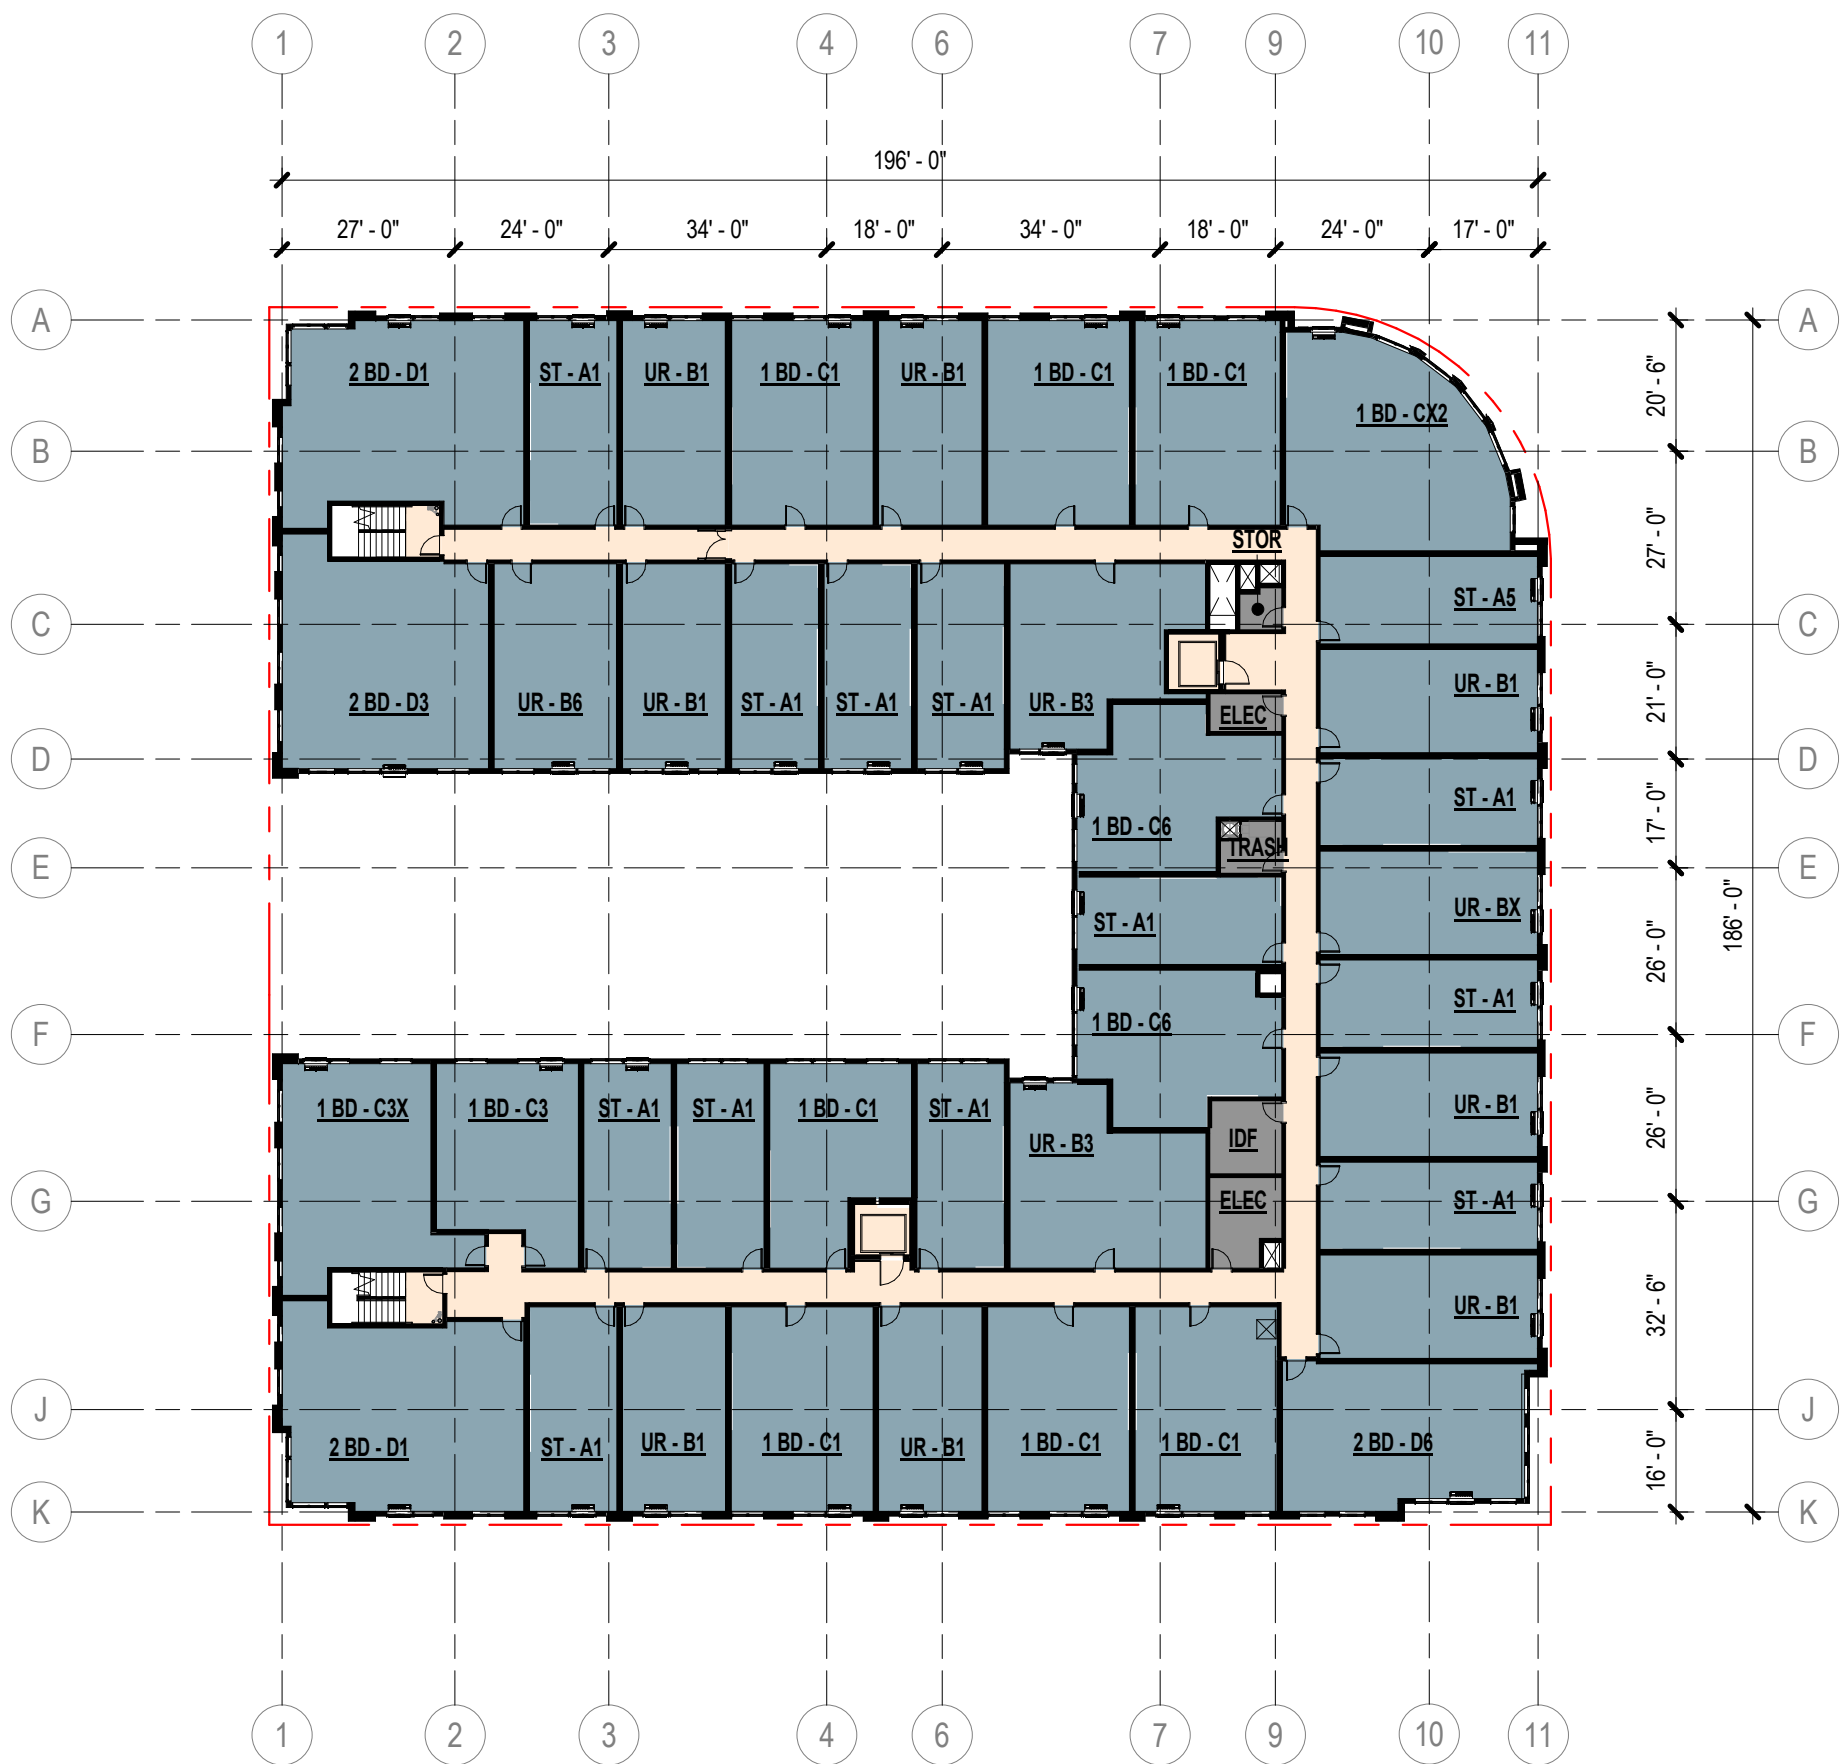 1 2 3 4 6 7 9 10 11
196' - 0"
27' - 0" 24' - 0" 34' - 0" 18' - 0" 34' - 0" 18' - 0" 24' - 0" 17' - 0"
A A
2 BD - D1 ST - A1 UR - B1 1 BD - C1 UR - B1 1 BD - C1 1 BD - C1
20' - 6"
1 BD - CX2
B B
STOR
27' - 0"
ST - A5
C C
UR - B1
2 BD - D3 UR - B6 UR - B1 ST - A1 ST - A1 ST - A1 UR - B3
21' - 0"
ELEC
D D
ST - A1
17' - 0"
1 BD - C6
TRASH
E E
UR - BX
186' - 0"
ST - A1
26' - 0"
ST - A1
1 BD - C6
F F
1 BD - C3X 1 BD - C3 ST - A1 ST - A1 1 BD - C1 ST - A1
UR - B1
26' - 0"
UR - B3
IDF
G G
ELEC
ST - A1
UR - B1
32' - 6"
J J
2 BD - D1 ST - A1 UR - B1 1 BD - C1 UR - B1 1 BD - C1 1 BD - C1 2 BD - D6
16' - 0"
K K
1 2 3 4 6 7 9 10 11